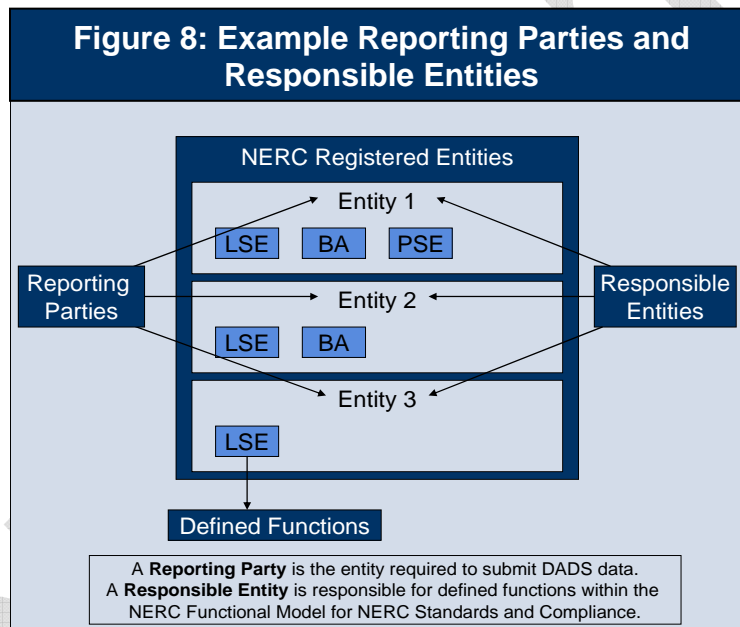 Figure 8: Example Reporting Parties and
Responsible Entities
NERC Registered Entities
Entity 1
LSE BA PSE
Reporting
Parties
Entity 2
LSE BA
Responsible
Entities
Entity 3
LSE
Defined Functions
A Reporting Party is the entity required to submit DADS data.
A Responsible Entity is responsible for defined functions within the
NERC Functional Model for NERC Standards and Compliance.